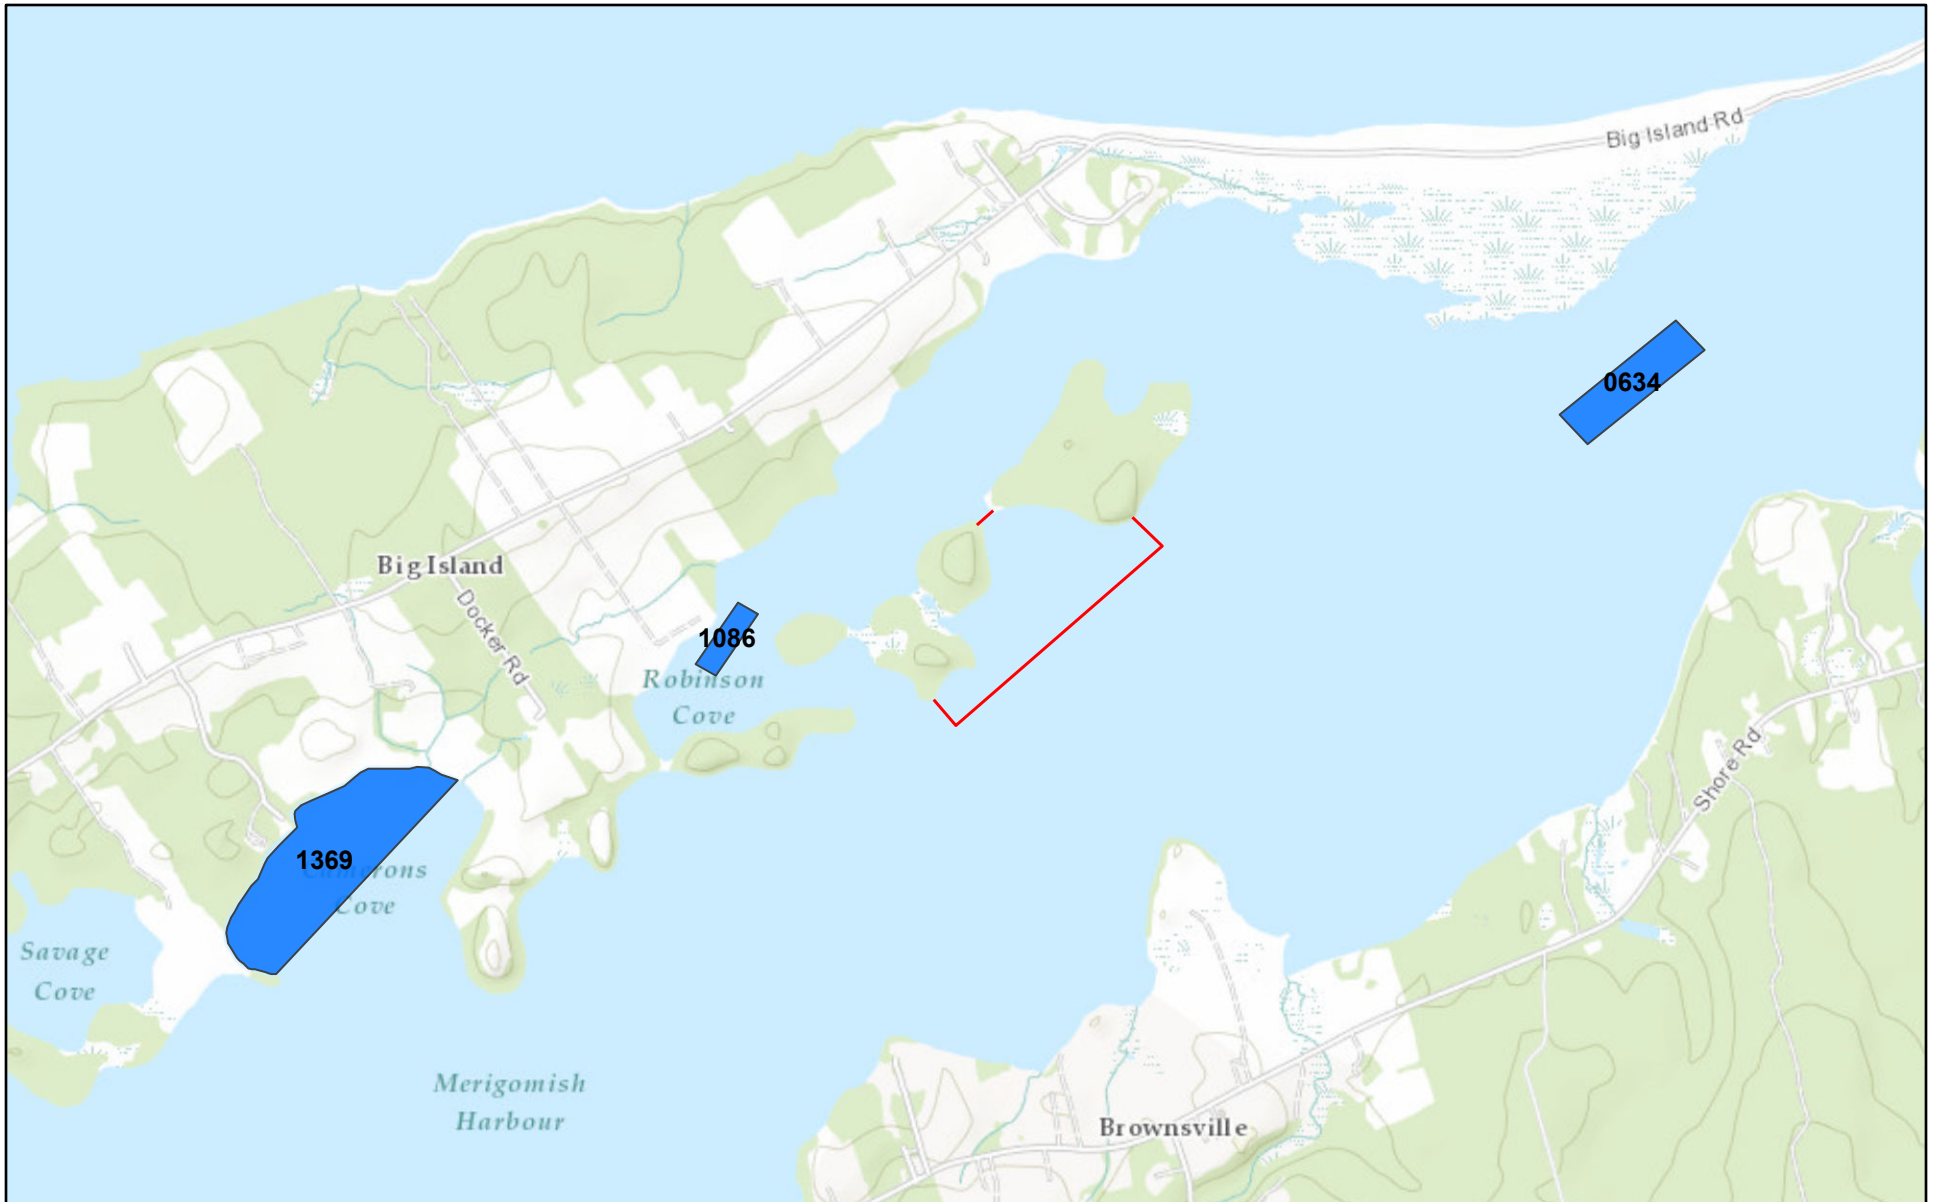 Big Island Rd
0634
Big Island
Docker Rd
1086
Robinson
Cove
Shore Rd
1369
Camerons
Cove
Savage
Cove
Merigomish
Harbour
Brownsville